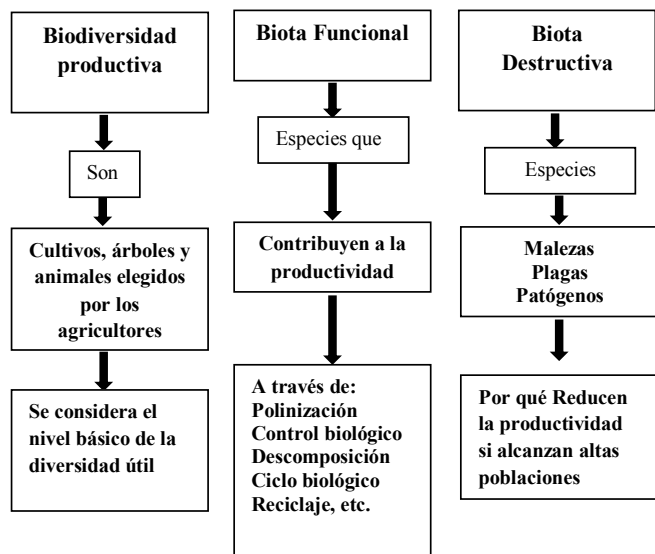 Biodiversidad
productiva
Son
Cultivos, árboles y
animales elegidos
por los
agricultores
Se considera el
nivel básico de la
diversidad útil
Biota Funcional
Especies que
Contribuyen a la
productividad
A través de:
Polinización
Control biológico
Descomposición
Ciclo biológico
Reciclaje, etc.
Biota
Destructiva
Especies
Malezas
Plagas
Patógenos
Por qué Reducen
la productividad
si alcanzan altas
poblaciones